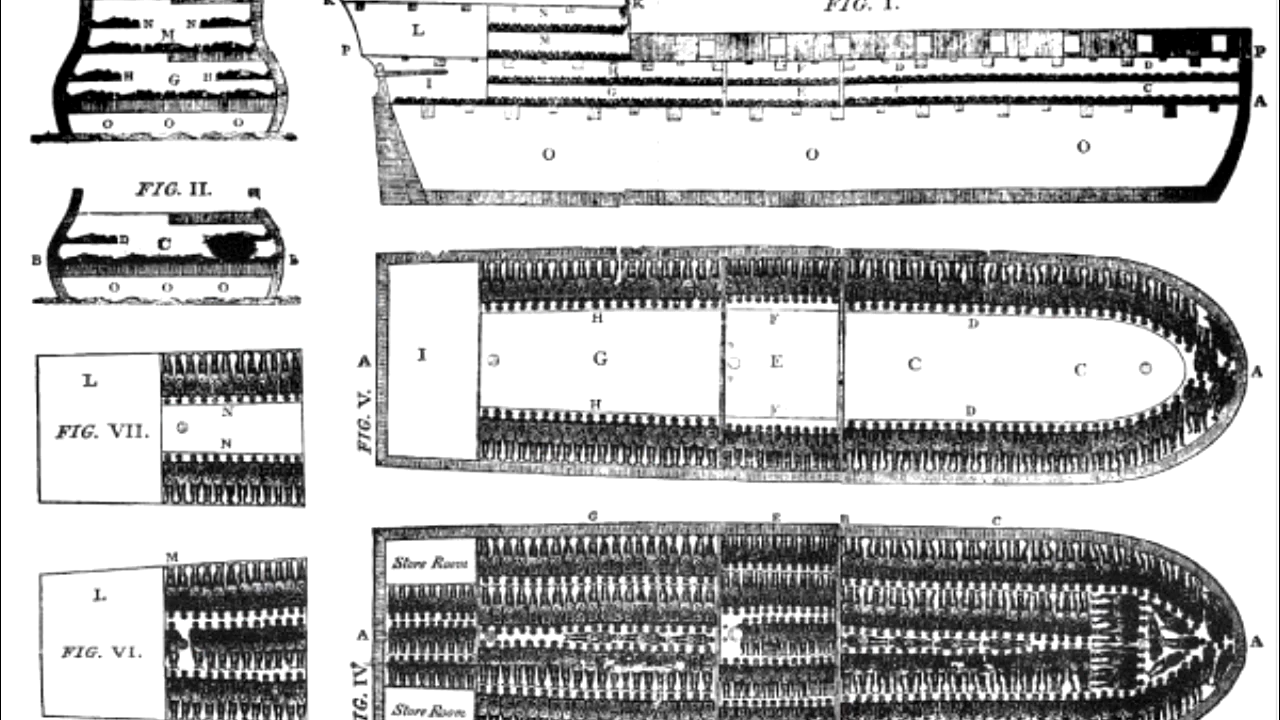 K K FIG. I.
N N N
M L
M P P
H G H I H F D D
G E C C
A
O O O
O O O
FIG. II.
B D C b
O O O
H F D
L
A I G E C C A
N
FIG. VII.
N
H F D
FIG. V.
G E B C
M
Store Room
L
A A
FIG. VI.
FIG. IV.
Store Room